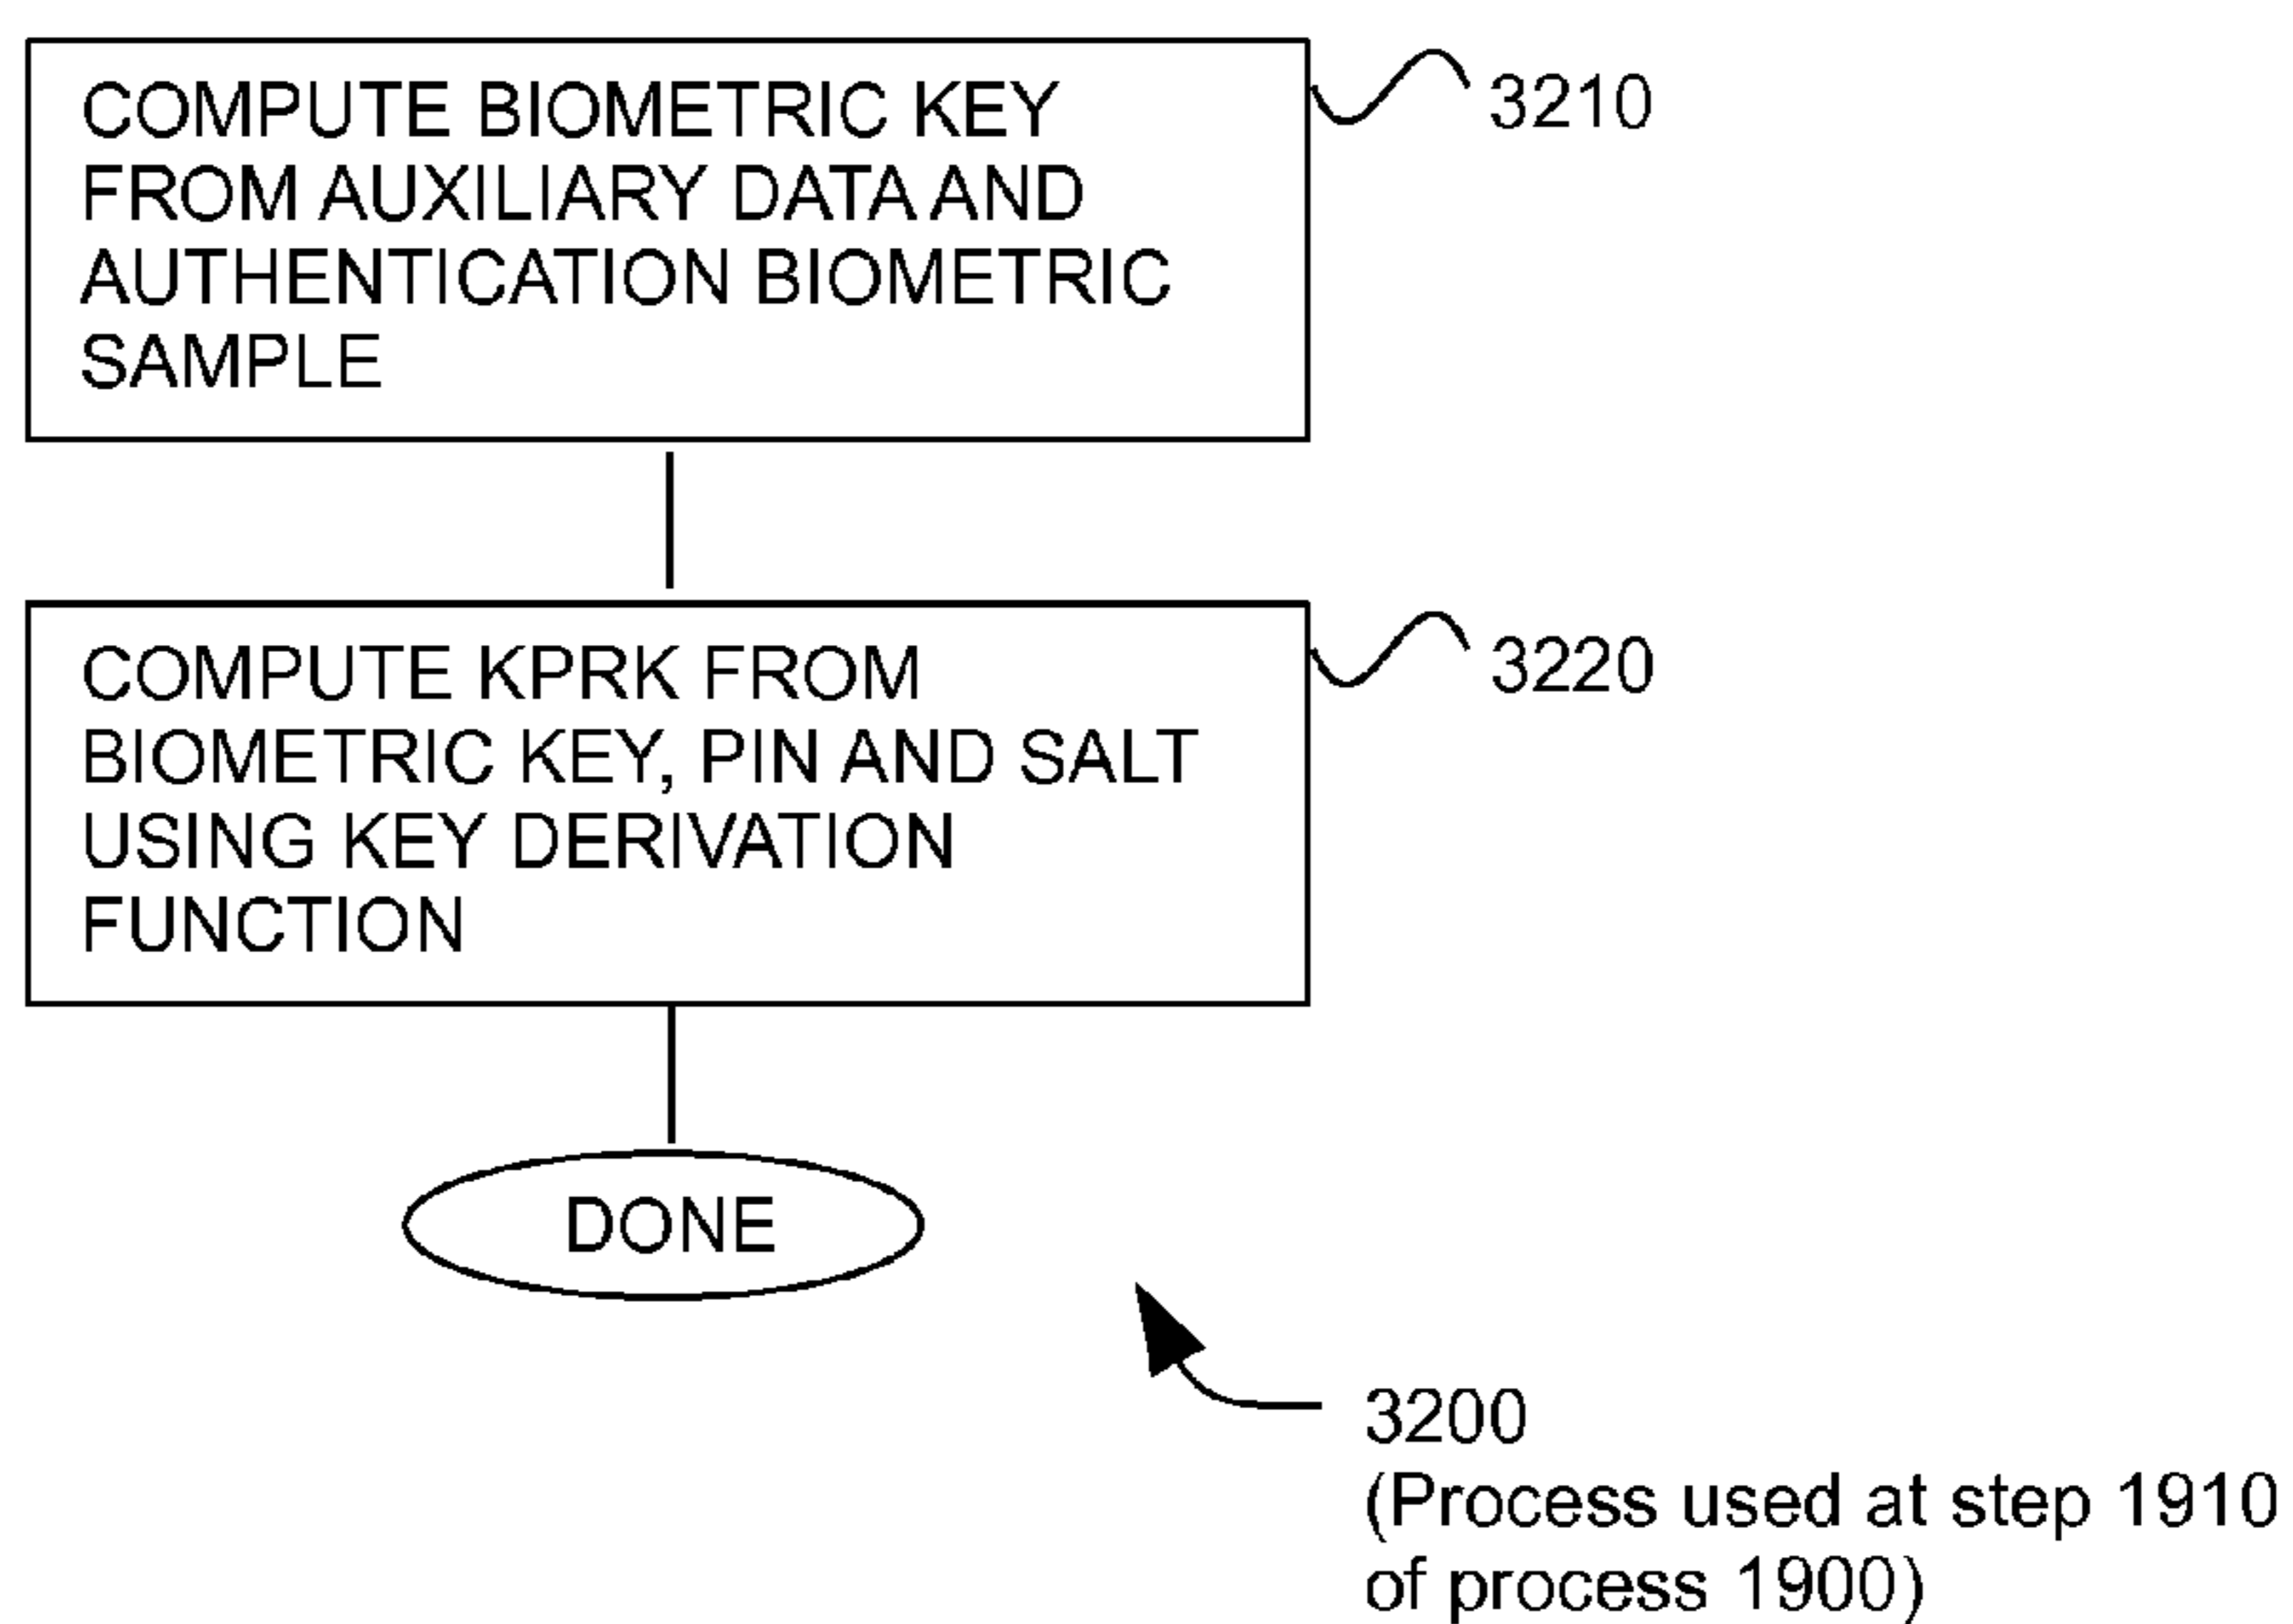 COMPUTE BIOMETRIC KEY
FROM AUXILIARY DATA AND
AUTHENTICATION BIOMETRIC
SAMPLE
3210
COMPUTE KPRK FROM
BIOMETRIC KEY, PIN AND SALT
USING KEY DERIVATION
FUNCTION
3220
DONE
3200
(Process used at step 1910
of process 1900)